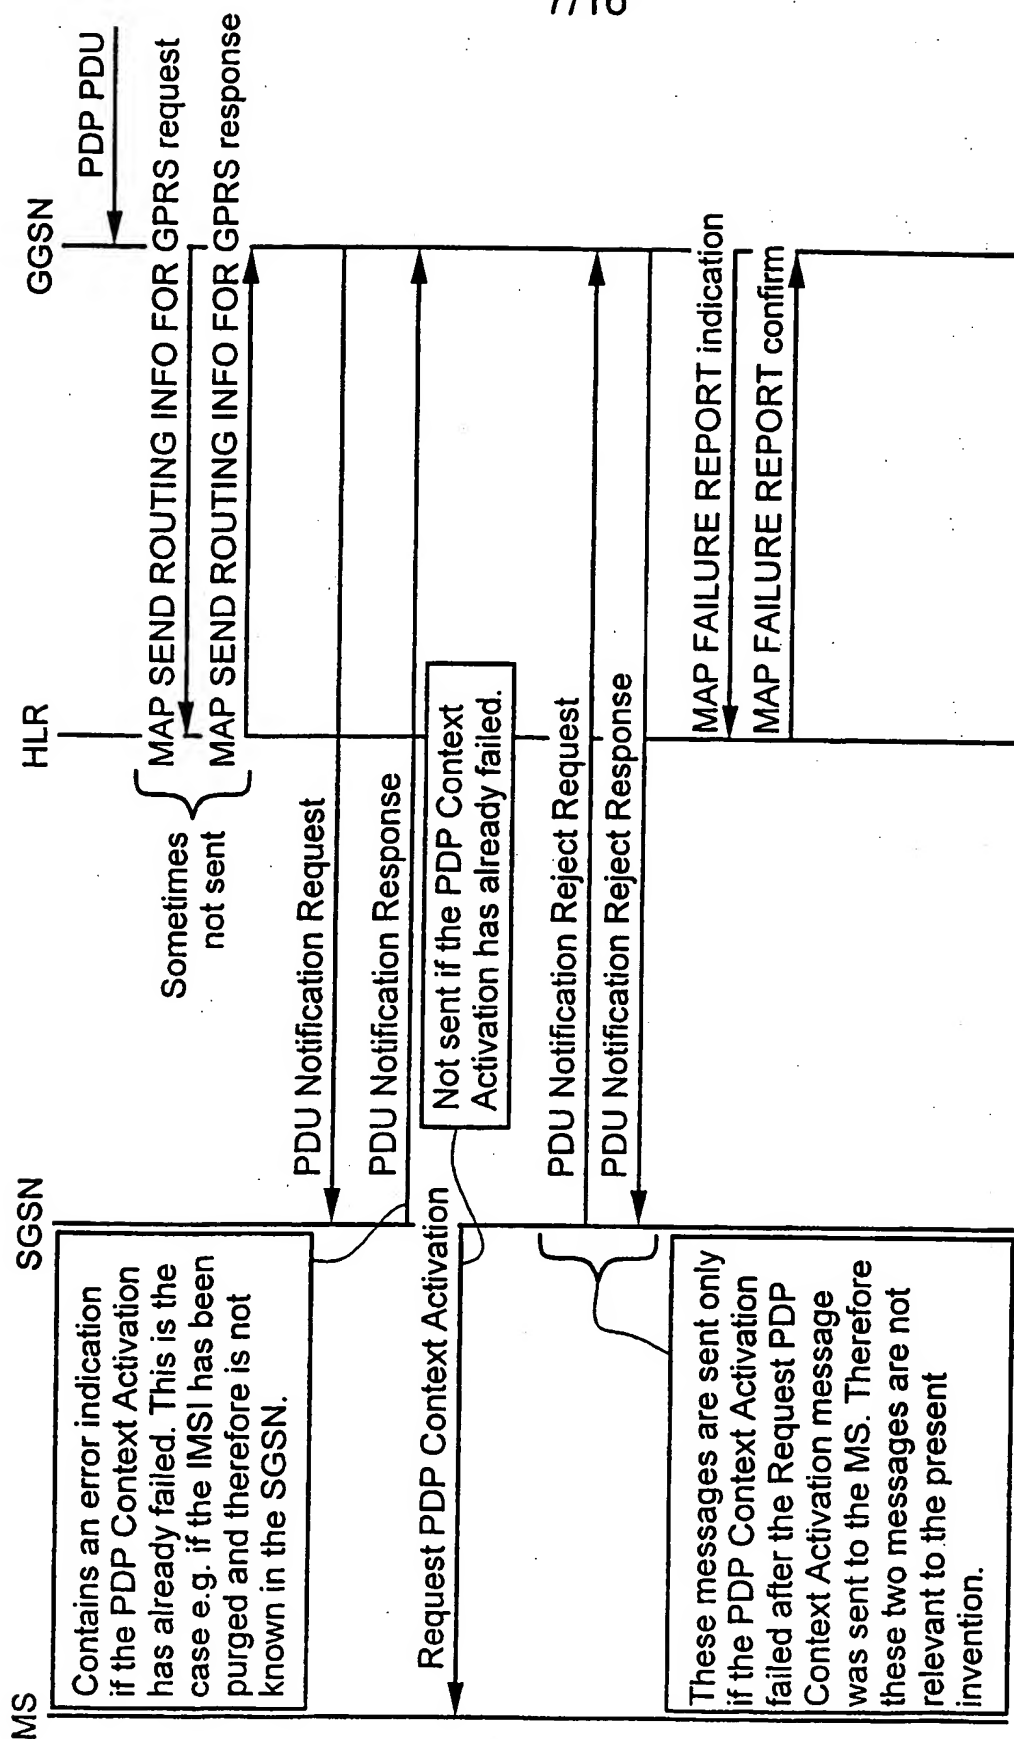 7/18
MS
SGSN
HLR
GGSN
PDP PDU
MAP SEND ROUTING INFO FOR GPRS request
MAP SEND ROUTING INFO FOR GPRS response
Sometimes
not sent
Contains an error indication
if the PDP Context Activation
has already failed. This is the
case e.g. if the IMSI has been
purged and therefore is not
known in the SGSN.
PDU Notification Request
PDU Notification Response
Request PDP Context Activation
Not sent if the PDP Context
Activation has already failed.
PDU Notification Reject Request
PDU Notification Reject Response
These messages are sent only
if the PDP Context Activation
failed after the Request PDP
Context Activation message
was sent to the MS. Therefore
these two messages are not
relevant to the present
invention.
MAP FAILURE REPORT indication
MAP FAILURE REPORT confirm